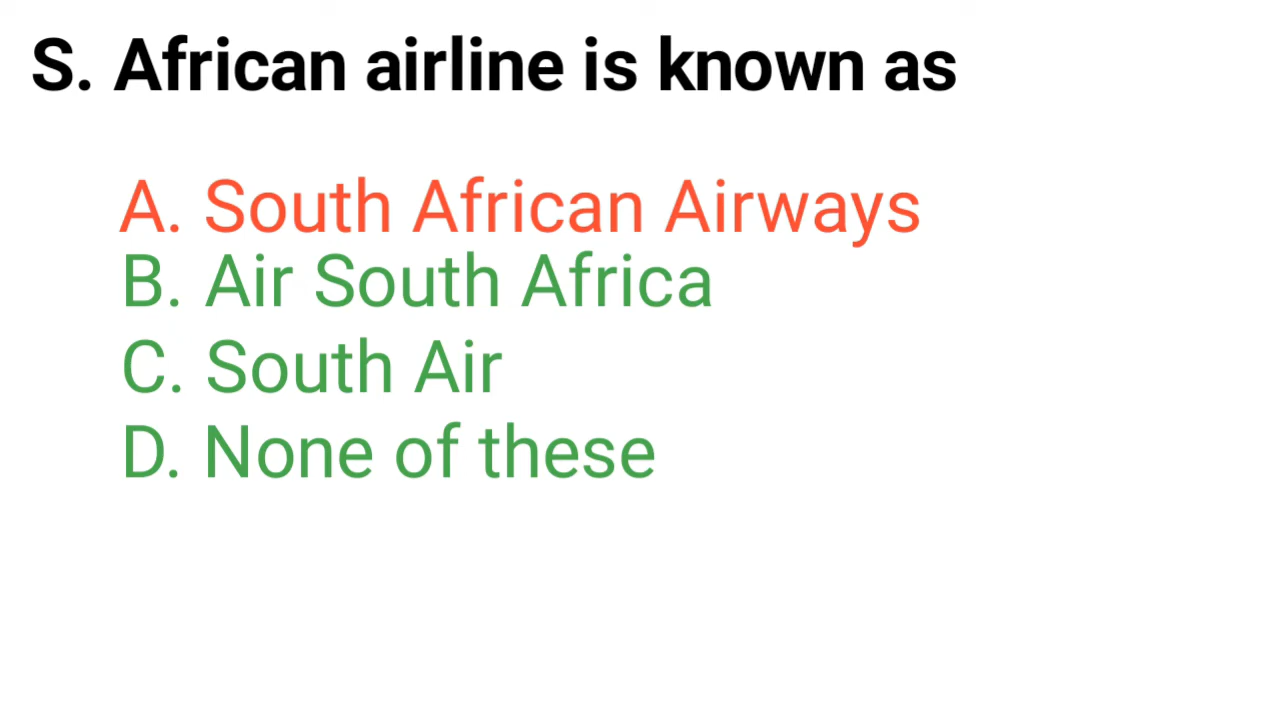 S. African airline is known as
A. South African Airways
B. Air South Africa
C. South Air
D. None of these